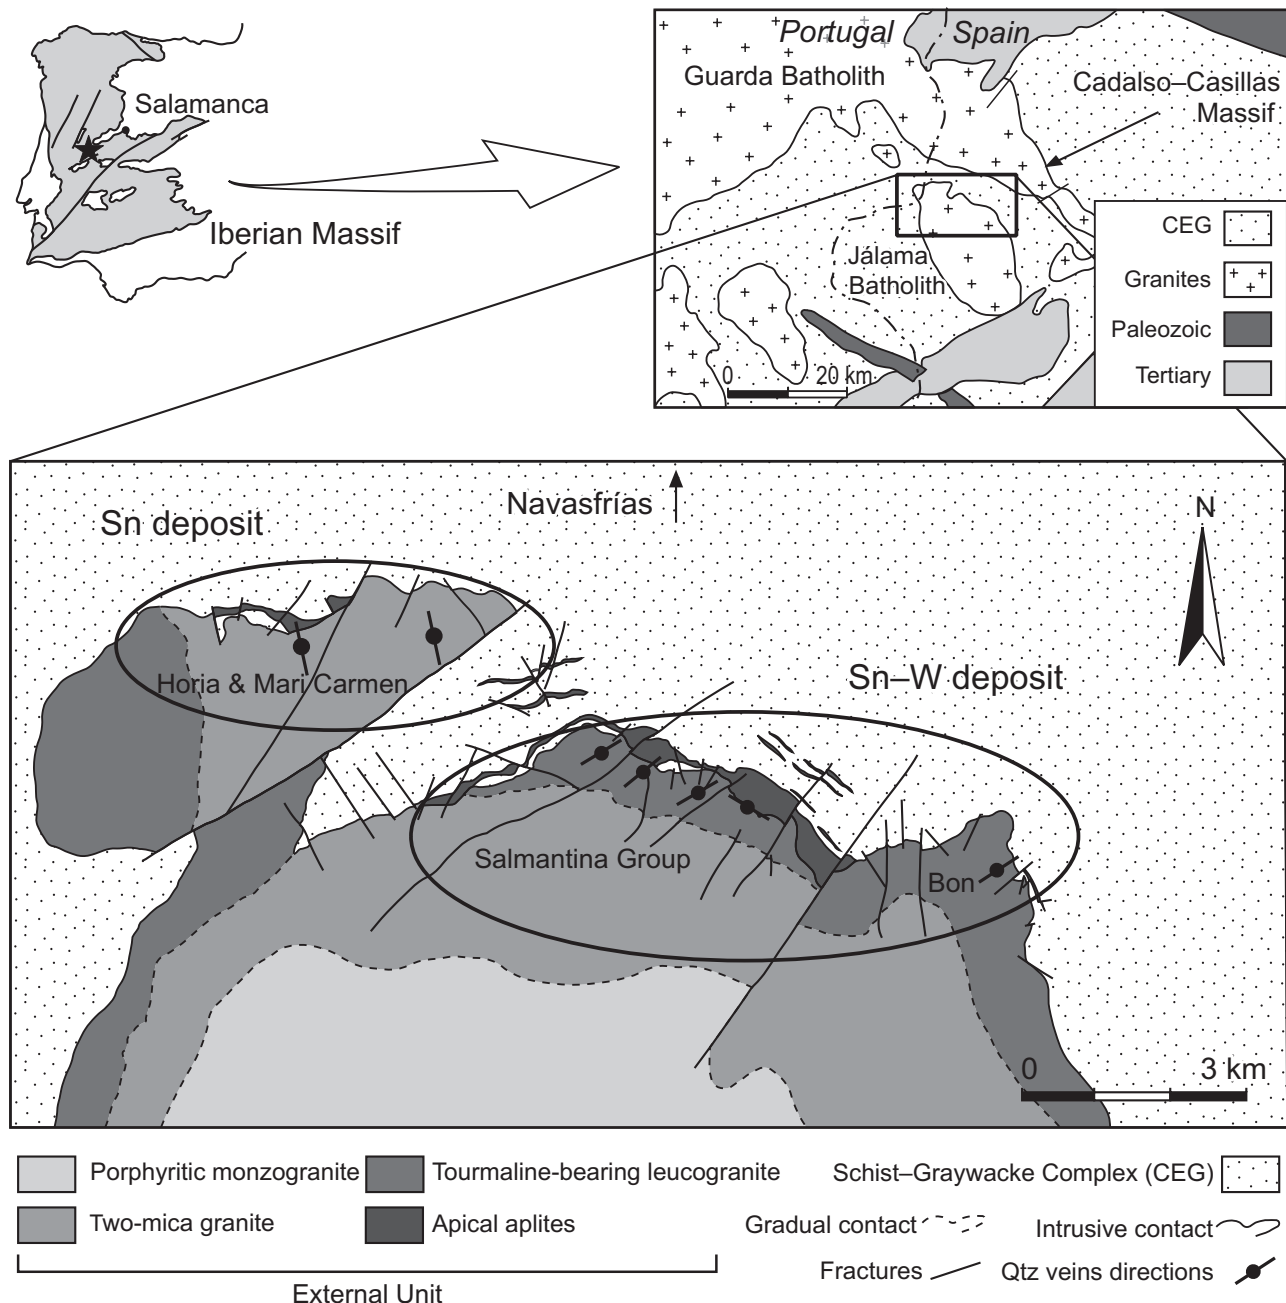 Salamanca
Iberian Massif
Portugal
Spain
Guarda Batholith
Cadalso–Casillas
Massif
Jálama
Batholith
0
20 km
CEG
Granites
Paleozoic
Tertiary
Sn deposit
Navasfrías
N
Horia & Mari Carmen
Sn–W deposit
Salmantina Group
Bon
0
3 km
Porphyritic monzogranite
Tourmaline-bearing leucogranite
Schist–Graywacke Complex (CEG)
Two-mica granite
Apical aplites
Gradual contact
Intrusive contact
Fractures
Qtz veins directions
External Unit